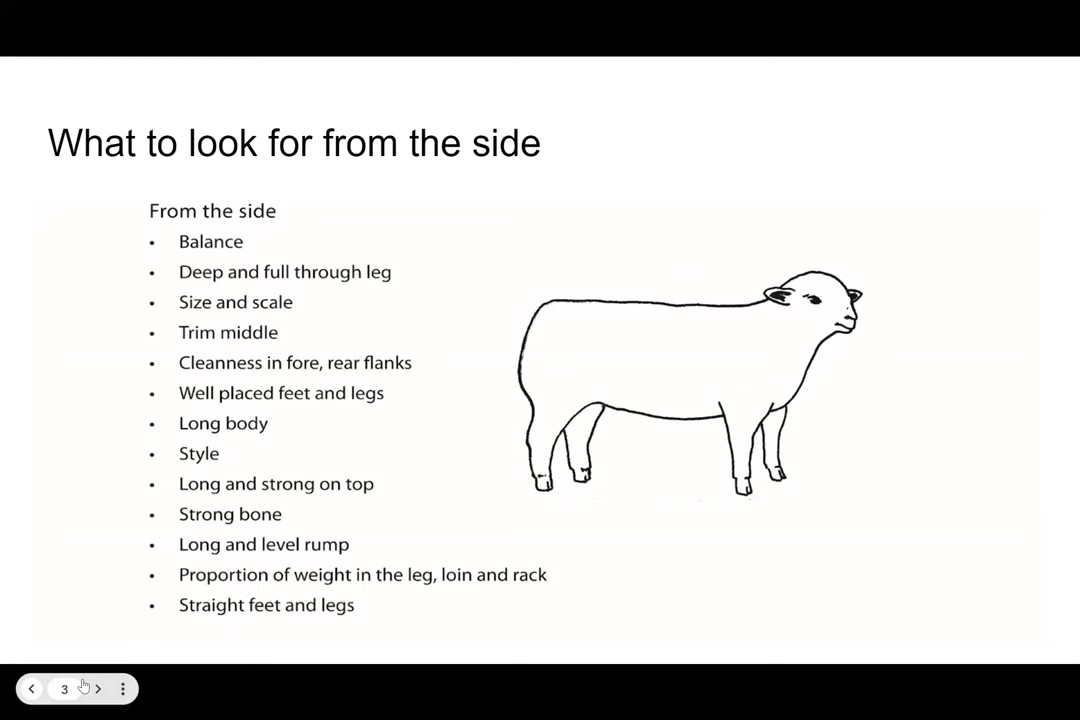 What to look for from the side
From the side
• Balance
• Deep and full through leg
• Size and scale
• Trim middle
• Cleanness in fore, rear flanks
• Well placed feet and legs
• Long body
• Style
• Long and strong on top
• Strong bone
• Long and level rump
• Proportion of weight in the leg, loin and rack
• Straight feet and legs
3